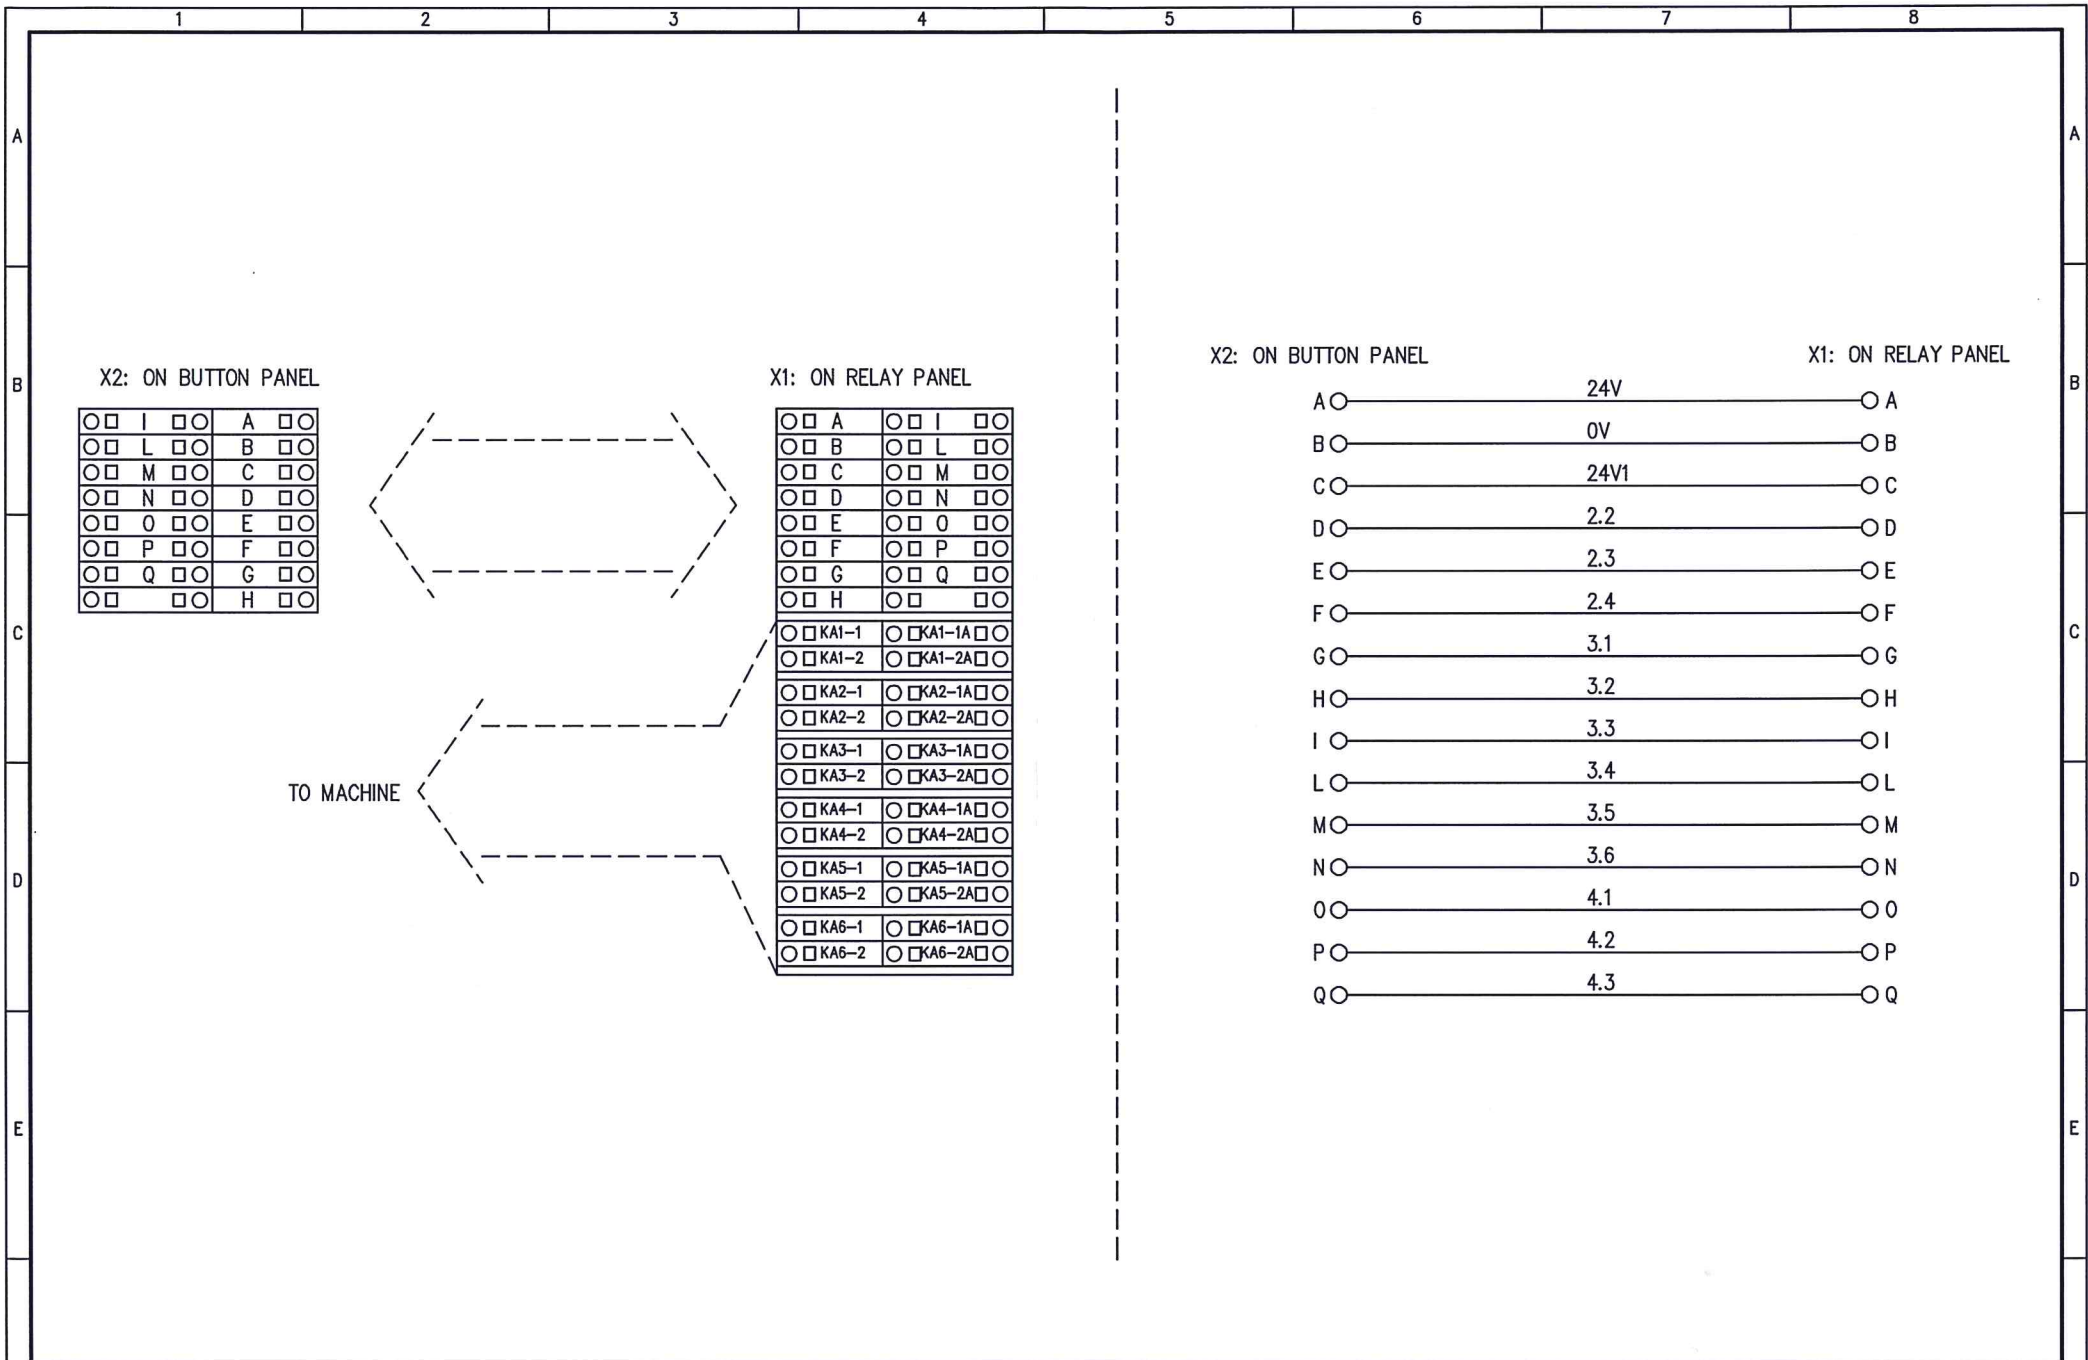 1 2 3 4 5 6 7 8
A A
X2: ON BUTTON PANEL X1: ON RELAY PANEL
X2: ON BUTTON PANEL X1: ON RELAY PANEL
B B
I A A I
L B B L
M C C M
N D D N
O E E O
P F F P
Q G G Q
H H
C C
KA1-1 KA1-1A
KA1-2 KA1-2A
KA2-1 KA2-1A
KA2-2 KA2-2A
KA3-1 KA3-1A
KA3-2 KA3-2A
TO MACHINE
KA4-1 KA4-1A
KA4-2 KA4-2A
KA5-1 KA5-1A
KA5-2 KA5-2A
KA6-1 KA6-1A
KA6-2 KA6-2A
A 24V A
B 0V B
C 24V1 C
D 2.2 D
E 2.3 E
F 2.4 F
G 3.1 G
H 3.2 H
I 3.3 I
L 3.4 L
M 3.5 M
N 3.6 N
O 4.1 O
P 4.2 P
Q 4.3 Q
D D
E E